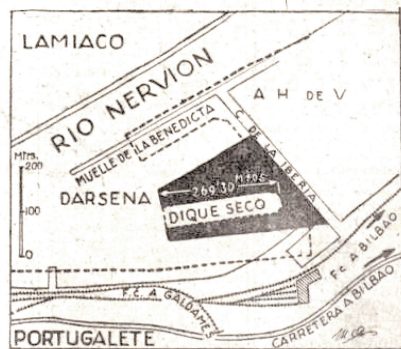 LAMIACO
RIO NERVION
A H DE V
MUELLE DE LA BENEDICTA
C. DE LA IBERIA
Mtrs.
200
100
0
DARSENA
269'30 Mtos
DIQUE SECO
F.C. A BILBAO
F.C. A GALDAMES
CARRETERA A BILBAO
PORTUGALETE